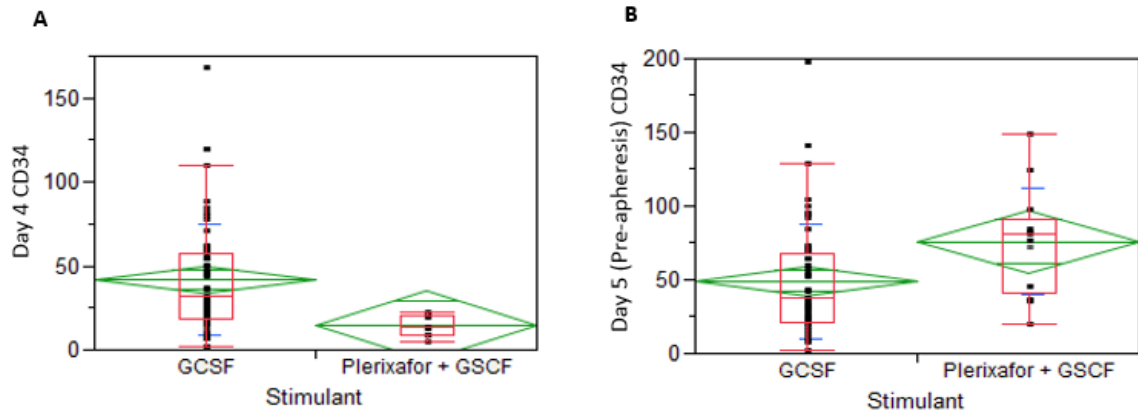 A
Day 4 CD34
150
100
50
0
GCSF
Plerixafor + GSCF
Stimulant
B
Day 5 (Pre-apheresis) CD34
200
150
100
50
0
GCSF
Plerixafor + GSCF
Stimulant